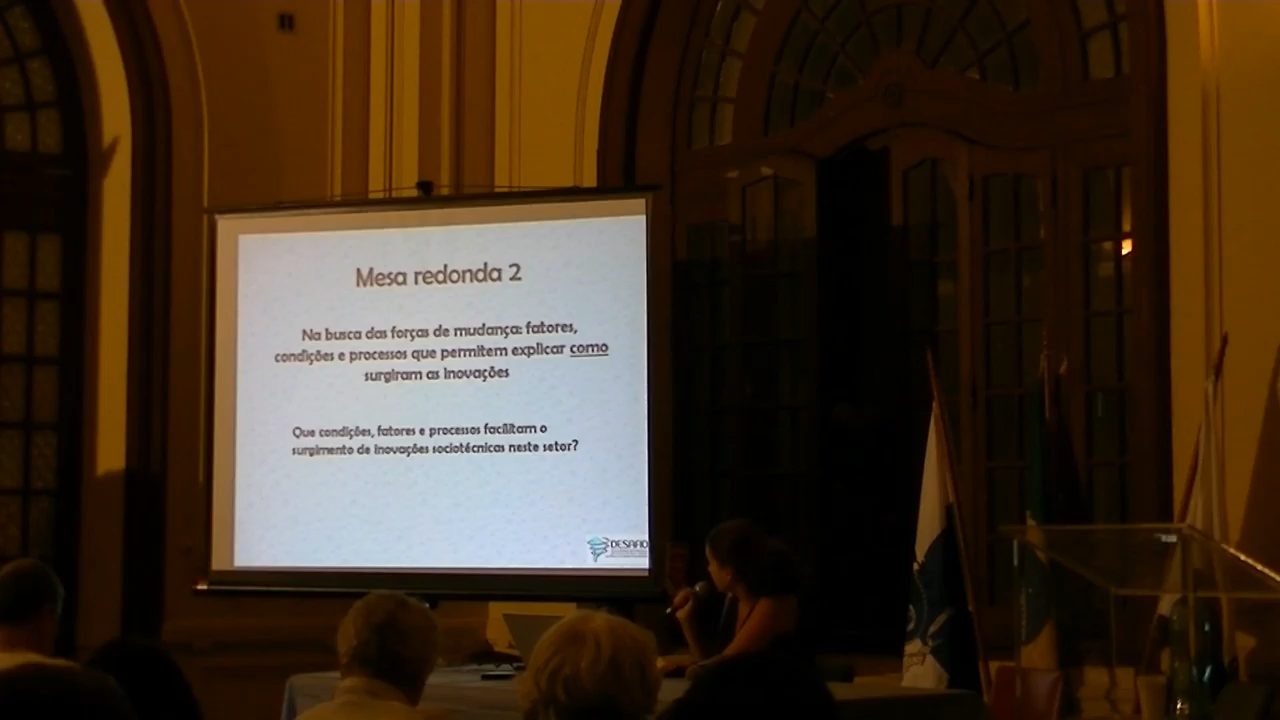 Mesa redonda 2
Na busca das forças de mudança: fatores,
condições e processos que permitem explicar como
surgiram as inovações
Que condições, fatores e processos facilitam o
surgimento de inovações sociotécnicas neste setor?
DESAFIO